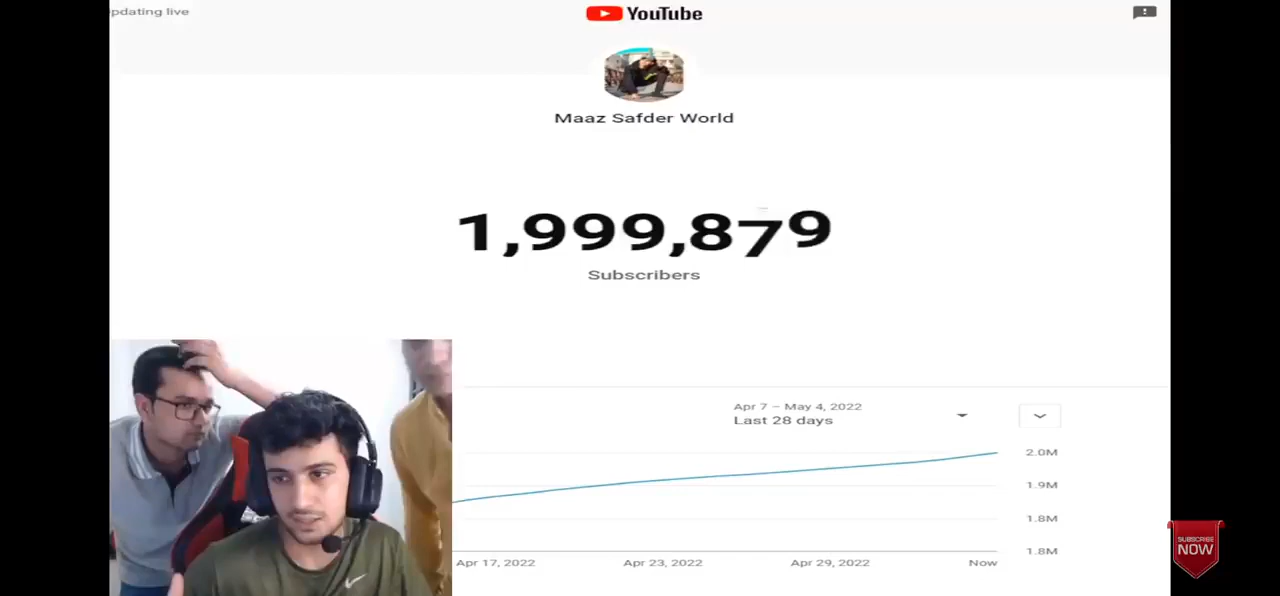 pdating live
YouTube
Maaz Safder World
1,999,879
Subscribers
Apr 7 – May 4, 2022
Last 28 days
2.0M
1.9M
1.8M
1.8M
Apr 17, 2022
Apr 23, 2022
Apr 29, 2022
Now
SUBSCRIBE
NOW